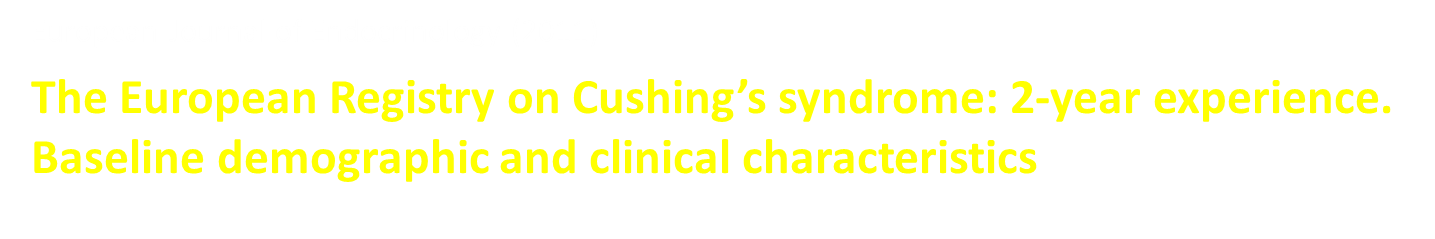 The European Registry on Cushing’s syndrome: 2-year experience.
Baseline demographic and clinical characteristics